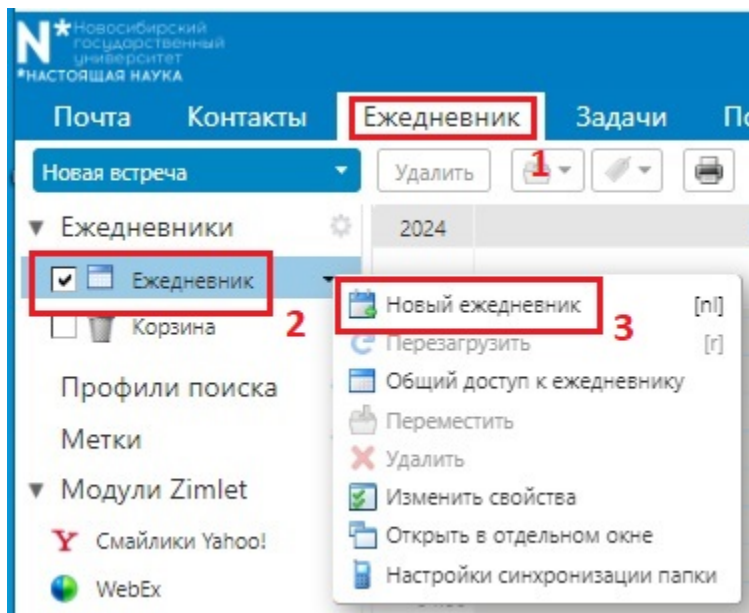 N*
Новосибирский
государственный
университет
*НАСТОЯЩАЯ НАУКА
Почта Контакты Ежедневник Задачи
1
Новая встреча Удалить
Ежедневники 2024
Ежедневник
2
Корзина
Новый ежедневник [nl]
3
Перезагрузить [r]
Общий доступ к ежедневнику
Переместить
Удалить
Изменить свойства
Открыть в отдельном окне
Настройки синхронизации папки
Профили поиска
Метки
Модули Zimlet
Смайлики Yahoo!
WebEx